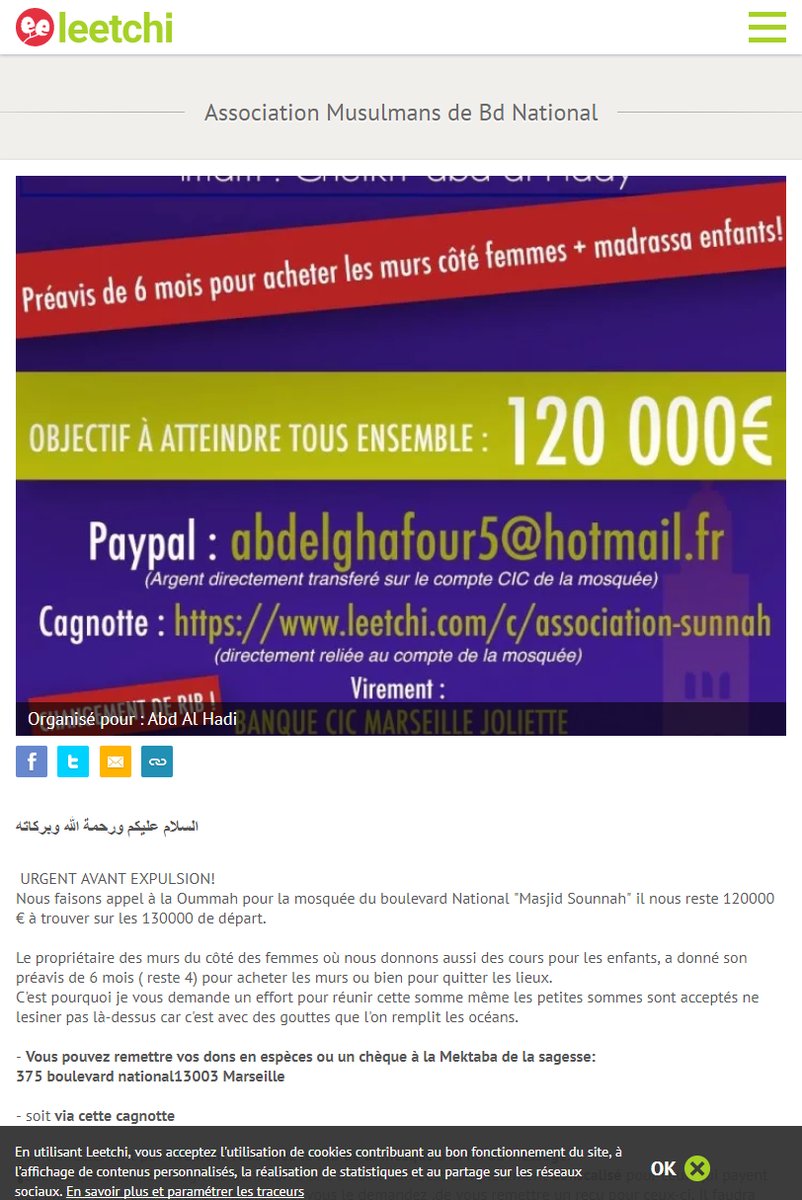 leetchi
Association Musulmans de Bd National
Imam : Cheikh abd al Hady
Préavis de 6 mois pour acheter les murs côté femmes + madrassa enfants!
OBJECTIF À ATTEINDRE TOUS ENSEMBLE : 120 000€
Paypal : abdelghafour5@hotmail.fr
(Argent directement transferé sur le compte CIC de la mosquée)
Cagnotte : https://www.leetchi.com/c/association-sunnah
(directement reliée au compte de la mosquée)
Virement :
CHANGEMENT DE RIB !
Organisé pour : Abd Al Hadi
BANQUE CIC MARSEILLE JOLIETTE
السلام عليكم ورحمة الله وبركاته
URGENT AVANT EXPULSION!
Nous faisons appel à la Oummah pour la mosquée du boulevard National "Masjid Sounnah" il nous reste 120000
€ à trouver sur les 130000 de départ.
Le propriétaire des murs du côté des femmes où nous donnons aussi des cours pour les enfants, a donné son
préavis de 6 mois ( reste 4) pour acheter les murs ou bien pour quitter les lieux.
C'est pourquoi je vous demande un effort pour réunir cette somme même les petites sommes sont acceptés ne
lesiner pas là-dessus car c'est avec des gouttes que l'on remplit les océans.
- Vous pouvez remettre vos dons en espèces ou un chèque à la Mektaba de la sagesse:
375 boulevard national13003 Marseille
- soit via cette cagnotte
En utilisant Leetchi, vous acceptez l'utilisation de cookies contribuant au bon fonctionnement du site, à
l'affichage de contenus personnalisés, la réalisation de statistiques et au partage sur les réseaux
sociaux. En savoir plus et paramétrer les traceurs
OK